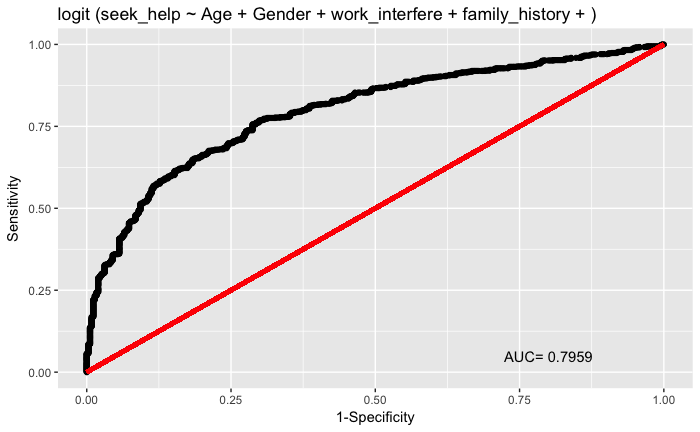 logit (seek_help ~ Age + Gender + work_interfere + family_history + )
1.00
0.75
Sensitivity
0.50
0.25
0.00
AUC= 0.7959
0.00 0.25 0.50 0.75 1.00
1-Specificity